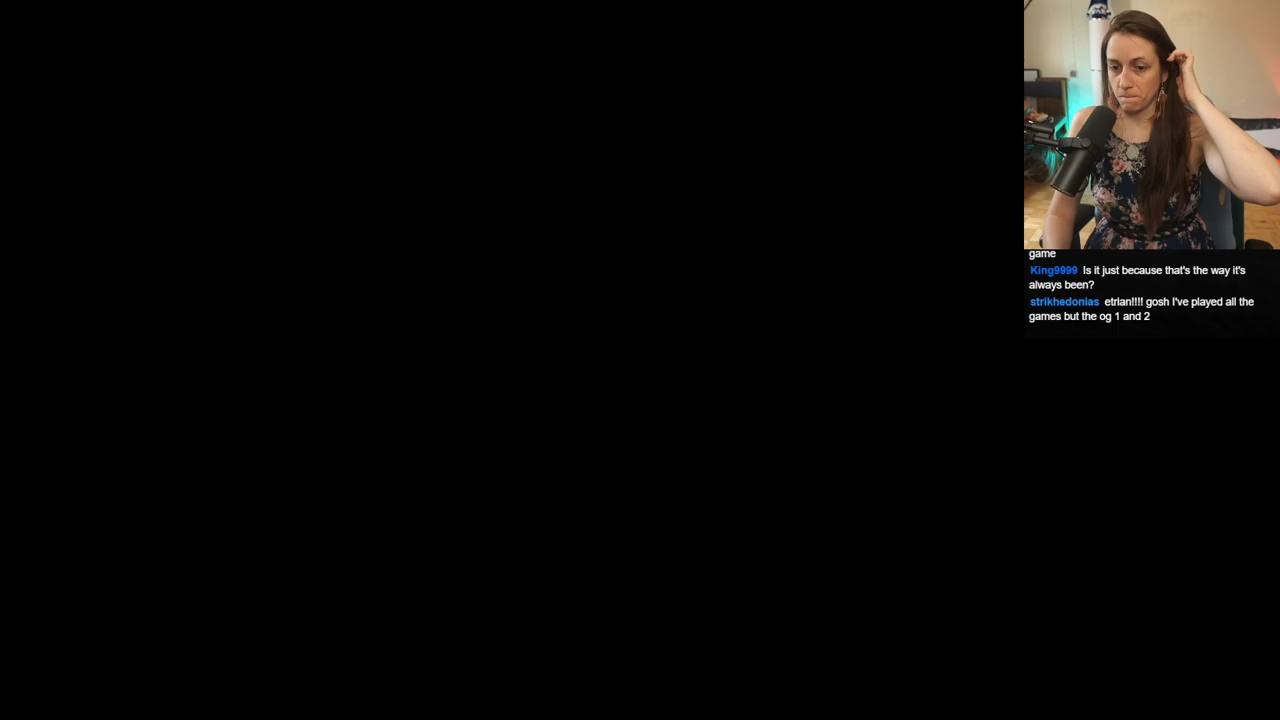 game
King9999 Is it just because that's the way it's
always been?
strikhedonias etrian!!!! gosh I've played all the
games but the og 1 and 2